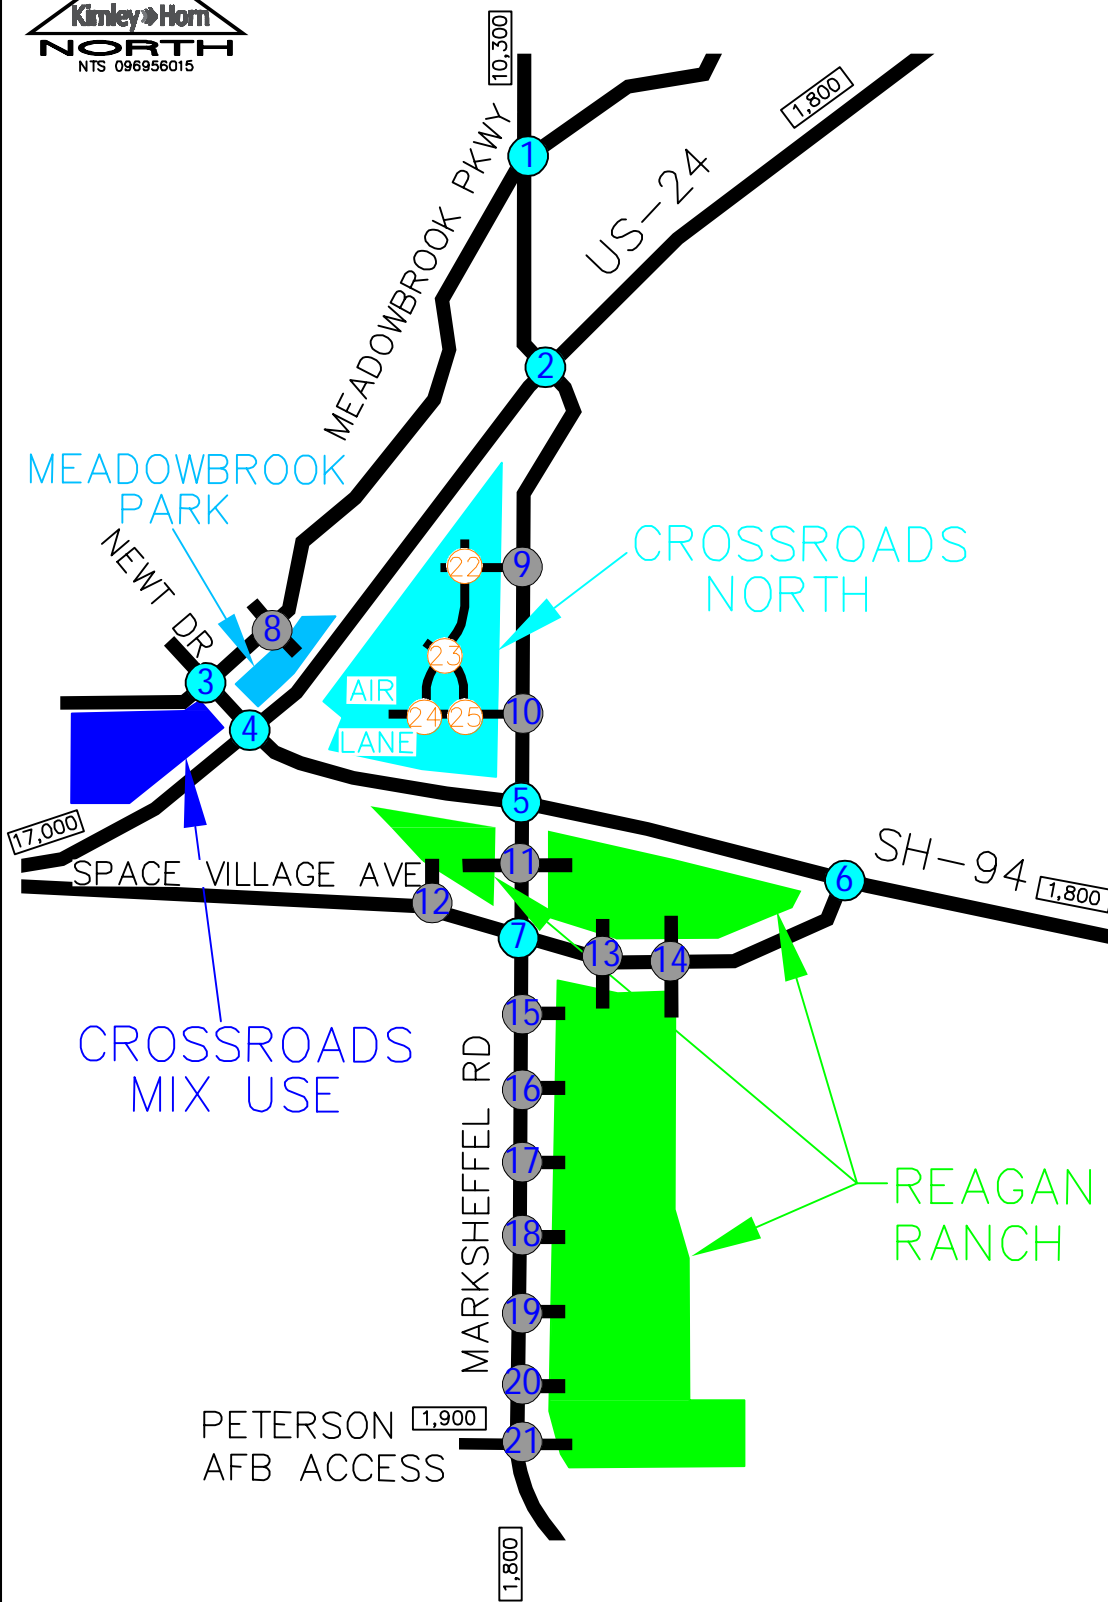 Kimley»Horn
NORTH
NTS 096956015
10,300
1,800
MEADOWBROOK PKWY
1
US-24
2
MEADOWBROOK
PARK
NEWT DR
CROSSROADS
NORTH
22
9
8
23
3
AIR
24
25
10
4
LANE
5
17,000
SPACE VILLAGE AVE
11
SH-94
6
1,800
12
7
13
14
15
CROSSROADS
MIX USE
MARKSHEFFEL RD
16
17
REAGAN
RANCH
18
19
20
PETERSON
AFB ACCESS
1,900
21
1,800